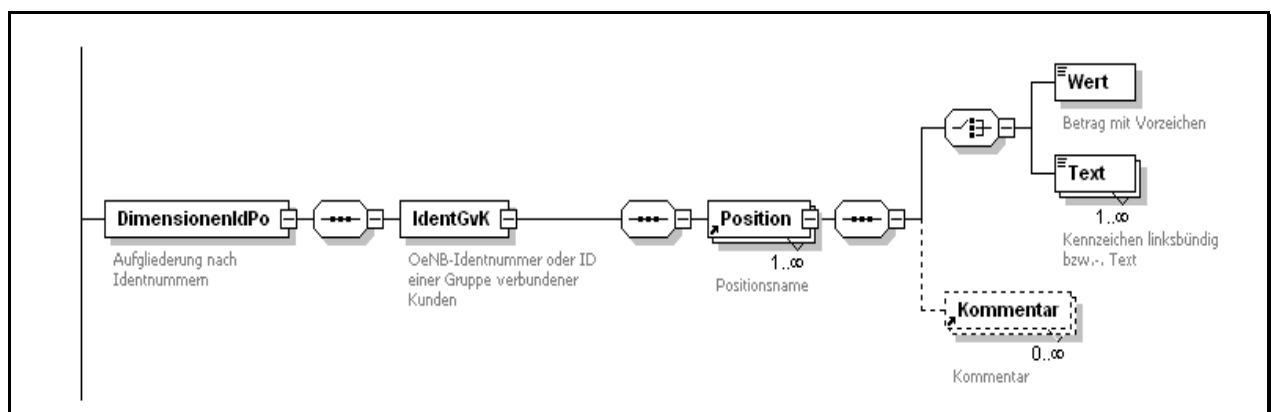 Wert
Betrag mit Vorzeichen
Text
1..∞
Kennzeichen linksbündig
bzw.-. Text
DimensionenIdPo
Aufgliederung nach
Identnummern
IdentGvK
OeNB-Identnummer oder ID
einer Gruppe verbundener
Kunden
Position
1..∞
Positionsname
Kommentar
0..∞
Kommentar